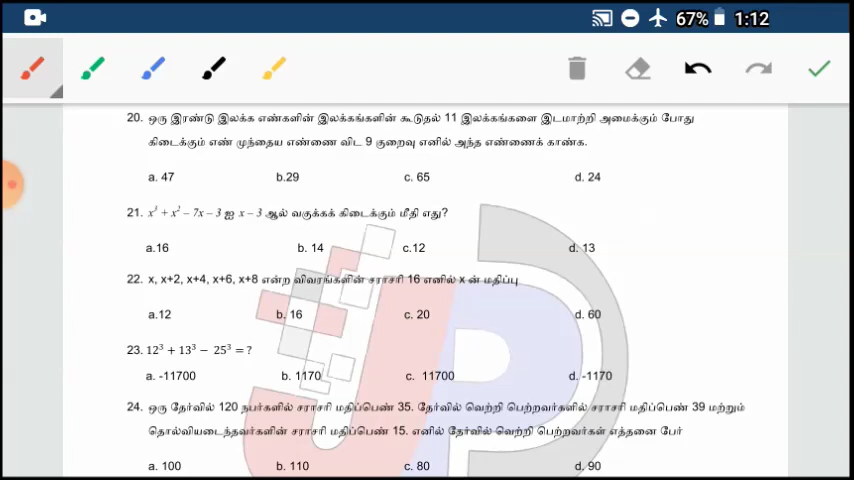 67% 1:12
20. ஒரு இரண்டு இலக்க எண்களின் இலக்கங்களின் கூடுதல் 11 இலக்கங்களை இடமாற்றி அமைக்கும் போது
கிடைக்கும் எண் முந்தைய எண்ணை விட 9 குறைவு எனில் அந்த எண்ணைக் காண்க.
a. 47 b.29 c. 65 d. 24
21. x³ + x² – 7x – 3 ஐ x – 3 ஆல் வகுக்கக் கிடைக்கும் மீதி எது?
a.16 b. 14 c.12 d. 13
22. x, x+2, x+4, x+6, x+8 என்ற விவரங்களின் சராசரி 16 எனில் x ன் மதிப்பு
a.12 b. 16 c. 20 d. 60
23. 12³ + 13³ − 25³ = ?
a. -11700 b. 1170 c. 11700 d. -1170
24. ஒரு தேர்வில் 120 நபர்களில் சராசரி மதிப்பெண் 35. தேர்வில் வெற்றி பெற்றவர்களில் சராசரி மதிப்பெண் 39 மற்றும்
தொல்வியடைந்தவர்களின் சராசரி மதிப்பெண் 15. எனில் தேர்வில் வெற்றி பெற்றவர்கள் எத்தனை பேர்
a. 100 b. 110 c. 80 d. 90